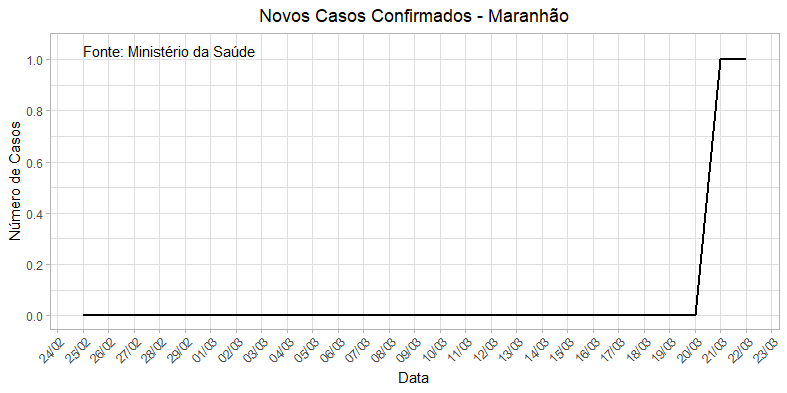 Novos Casos Confirmados - Maranhão
Fonte: Ministério da Saúde
Número de Casos
1.0
0.8
0.6
0.4
0.2
0.0
24/02 25/02 26/02 27/02 28/02 29/02 01/03 02/03 03/03 04/03 05/03 06/03 07/03 08/03 09/03 10/03 11/03 12/03 13/03 14/03 15/03 16/03 17/03 18/03 19/03 20/03 21/03 22/03 23/03
Data